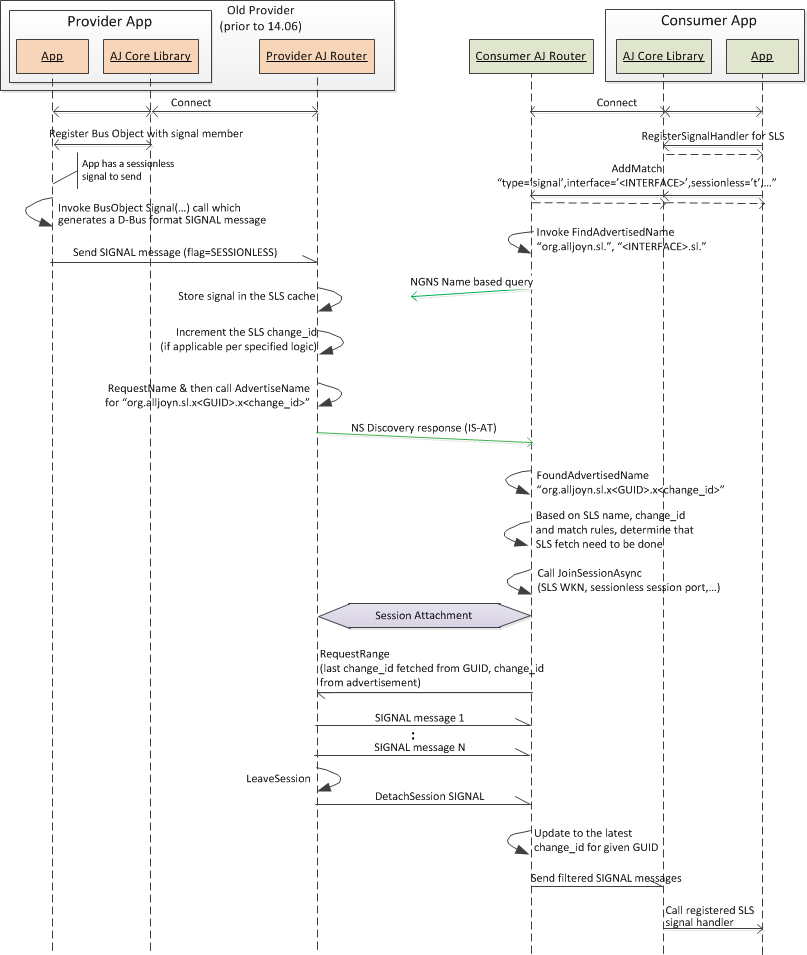 Provider App
Old Provider
(prior to 14.06)
Consumer App
App
AJ Core Library
Provider AJ Router
Consumer AJ Router
AJ Core Library
App
Connect
Connect
Register Bus Object with signal member
RegisterSignalHandler for SLS
App has a sessionless
signal to send
AddMatch
“type=‘signal’,interface=‘<INTERFACE>’,sessionless=‘t’,…”
Invoke BusObject Signal(…) call which
generates a D-Bus format SIGNAL message
Invoke FindAdvertisedName
“org.alljoyn.sl.”, “<INTERFACE>.sl.”
Send SIGNAL message (flag=SESSIONLESS)
NGNS Name based query
Store signal in the SLS cache
Increment the SLS change_id
(if applicable per specified logic)
RequestName & then call AdvertiseName
for “org.alljoyn.sl.x<GUID>.x<change_id>”
NS Discovery response (IS-AT)
FoundAdvertisedName
“org.alljoyn.sl.x<GUID>.x<change_id>”
Based on SLS name, change_id
and match rules, determine that
SLS fetch need to be done
Call JoinSessionAsync
(SLS WKN, sessionless session port,…)
Session Attachment
RequestRange
(last change_id fetched from GUID, change_id
from advertisement)
SIGNAL message 1
:
SIGNAL message N
LeaveSession
DetachSession SIGNAL
Update to the latest
change_id for given GUID
Send filtered SIGNAL messages
Call registered SLS
signal handler